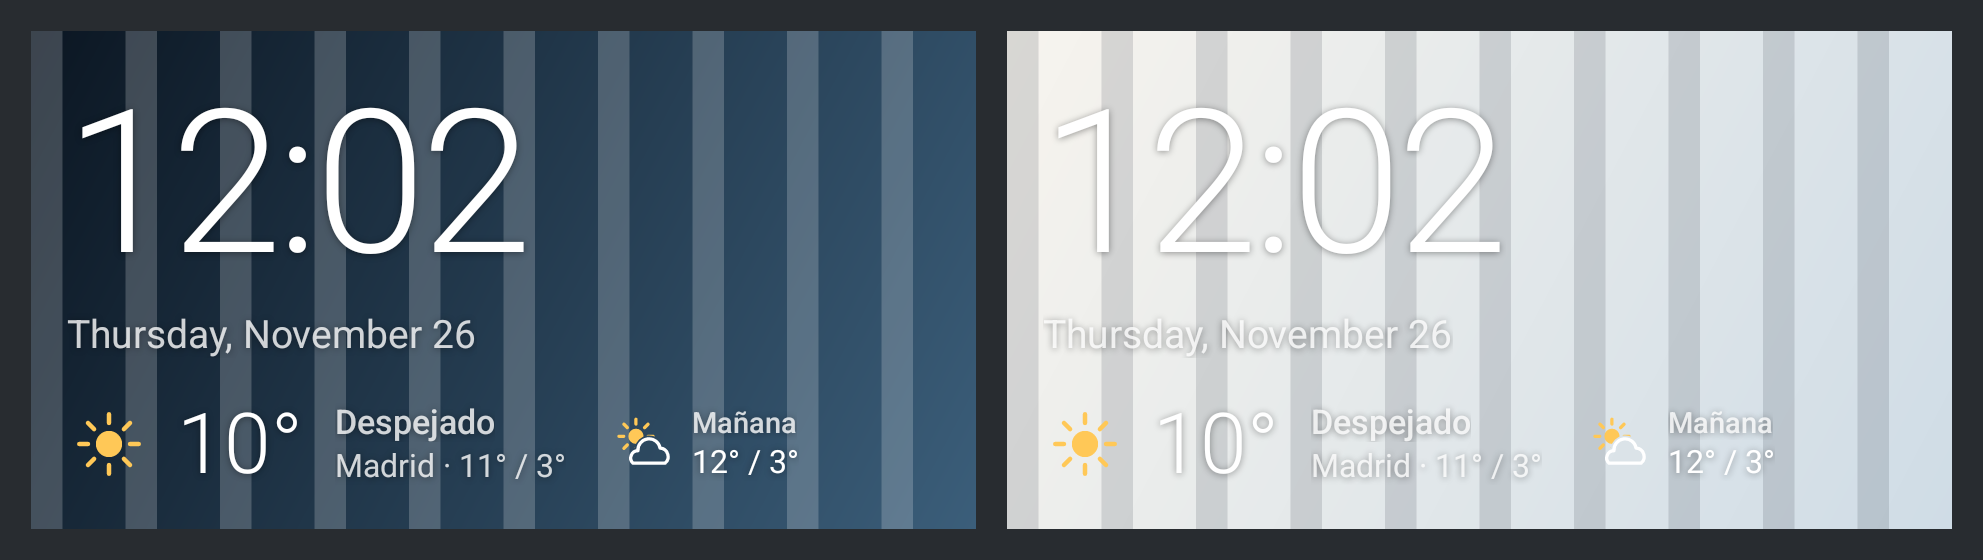 12:02
Thursday, November 26
10°
Despejado
Madrid · 11° / 3°
Mañana
12° / 3°
12:02
Thursday, November 26
10°
Despejado
Madrid · 11° / 3°
Mañana
12° / 3°